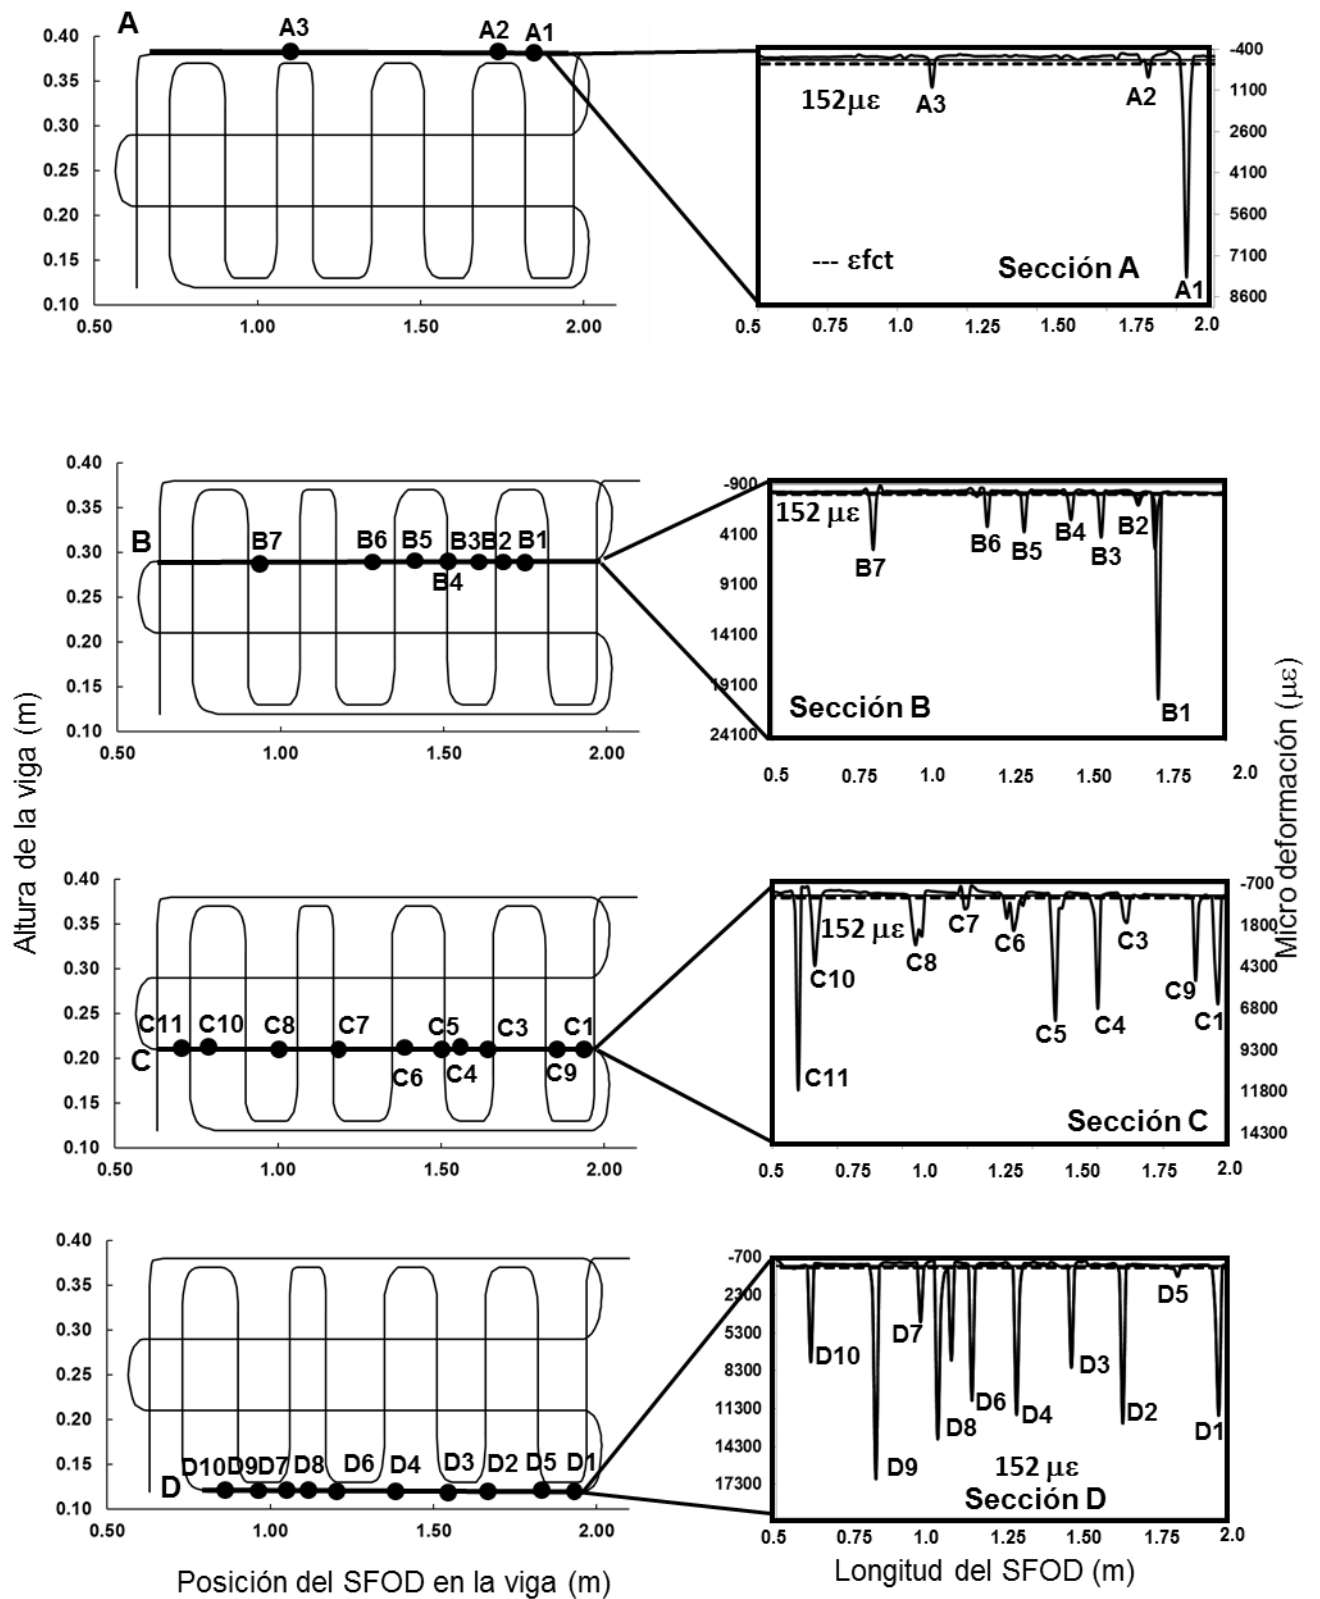 A
A3
A2
A1
0.40
0.35
0.30
0.25
0.20
0.15
0.10
0.50
1.00
1.50
2.00
-400
1100
2600
4100
5600
7100
8600
152με
A3
A2
A1
--- εfct
Sección A
0.5
0.75
1.0
1.25
1.50
1.75
2.0
0.40
0.35
0.30
0.25
0.20
0.15
0.10
B
B7
B6
B5
B3
B2
B1
B4
0.50
1.00
1.50
2.00
-900
4100
9100
14100
19100
24100
152 με
B7
B6
B5
B4
B3
B2
B1
Sección B
0.5
0.75
1.0
1.25
1.50
1.75
2.0
Altura de la viga (m)
Micro deformación (με)
0.40
0.35
0.30
0.25
0.20
0.15
0.10
C11
C10
C8
C7
C5
C3
C1
C
C6
C4
C9
0.50
1.00
1.50
2.00
-700
1800
4300
6800
9300
11800
14300
152 με
C10
C8
C7
C6
C3
C9
C5
C4
C1
C11
Sección C
0.5
0.75
1.0
1.25
1.50
1.75
2.0
0.40
0.35
0.30
0.25
0.20
0.15
0.10
D10
D9
D7
D8
D6
D4
D3
D2
D5
D1
D
0.50
1.00
1.50
2.00
-700
2300
5300
8300
11300
14300
17300
D5
D7
D10
D3
D6
D4
D2
D8
D1
D9
152 με
Sección D
0.5
0.75
1.0
1.25
1.50
1.75
2.0
Posición del SFOD en la viga (m)
Longitud del SFOD (m)